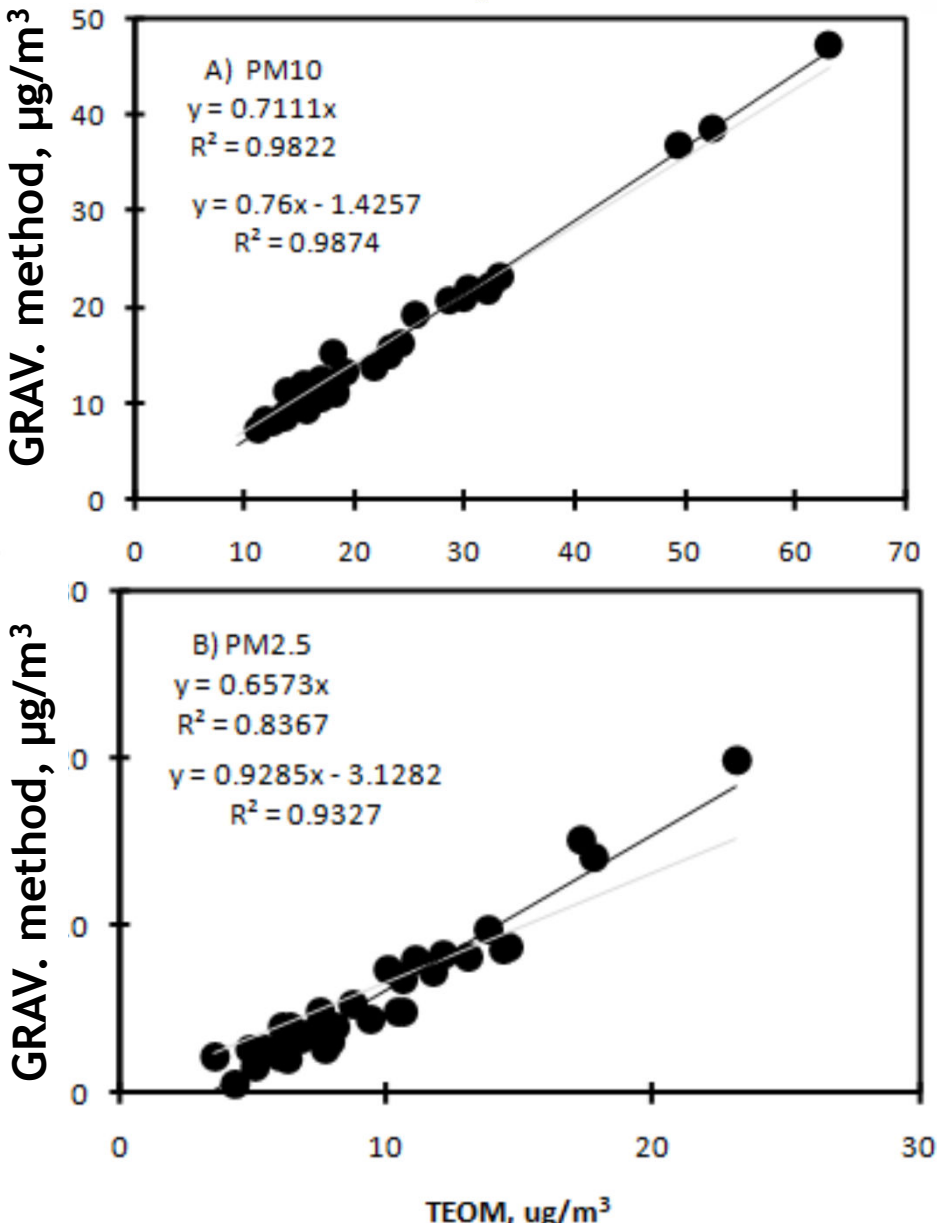 GRAV. method, µg/m³
50
40
30
20
10
0
A) PM10
y = 0.7111x
R² = 0.9822
y = 0.76x - 1.4257
R² = 0.9874
0 10 20 30 40 50 60 70
GRAV. method, µg/m³
0
0
0
0
B) PM2.5
y = 0.6573x
R² = 0.8367
y = 0.9285x - 3.1282
R² = 0.9327
0 10 20 30
TEOM, ug/m³